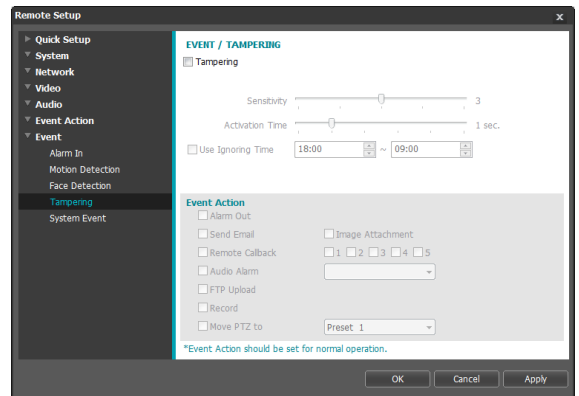 Remote Setup x
Quick Setup
System
Network
Video
Audio
Event Action
Event
Alarm In
Motion Detection
Face Detection
Tampering
System Event
EVENT / TAMPERING
Tampering
Sensitivity 3
Activation Time 1 sec.
Use Ignoring Time 18:00 ~ 09:00
Event Action
Alarm Out
Send Email Image Attachment
Remote Callback 1 2 3 4 5
Audio Alarm
FTP Upload
Record
Move PTZ to Preset 1
*Event Action should be set for normal operation.
OK Cancel Apply